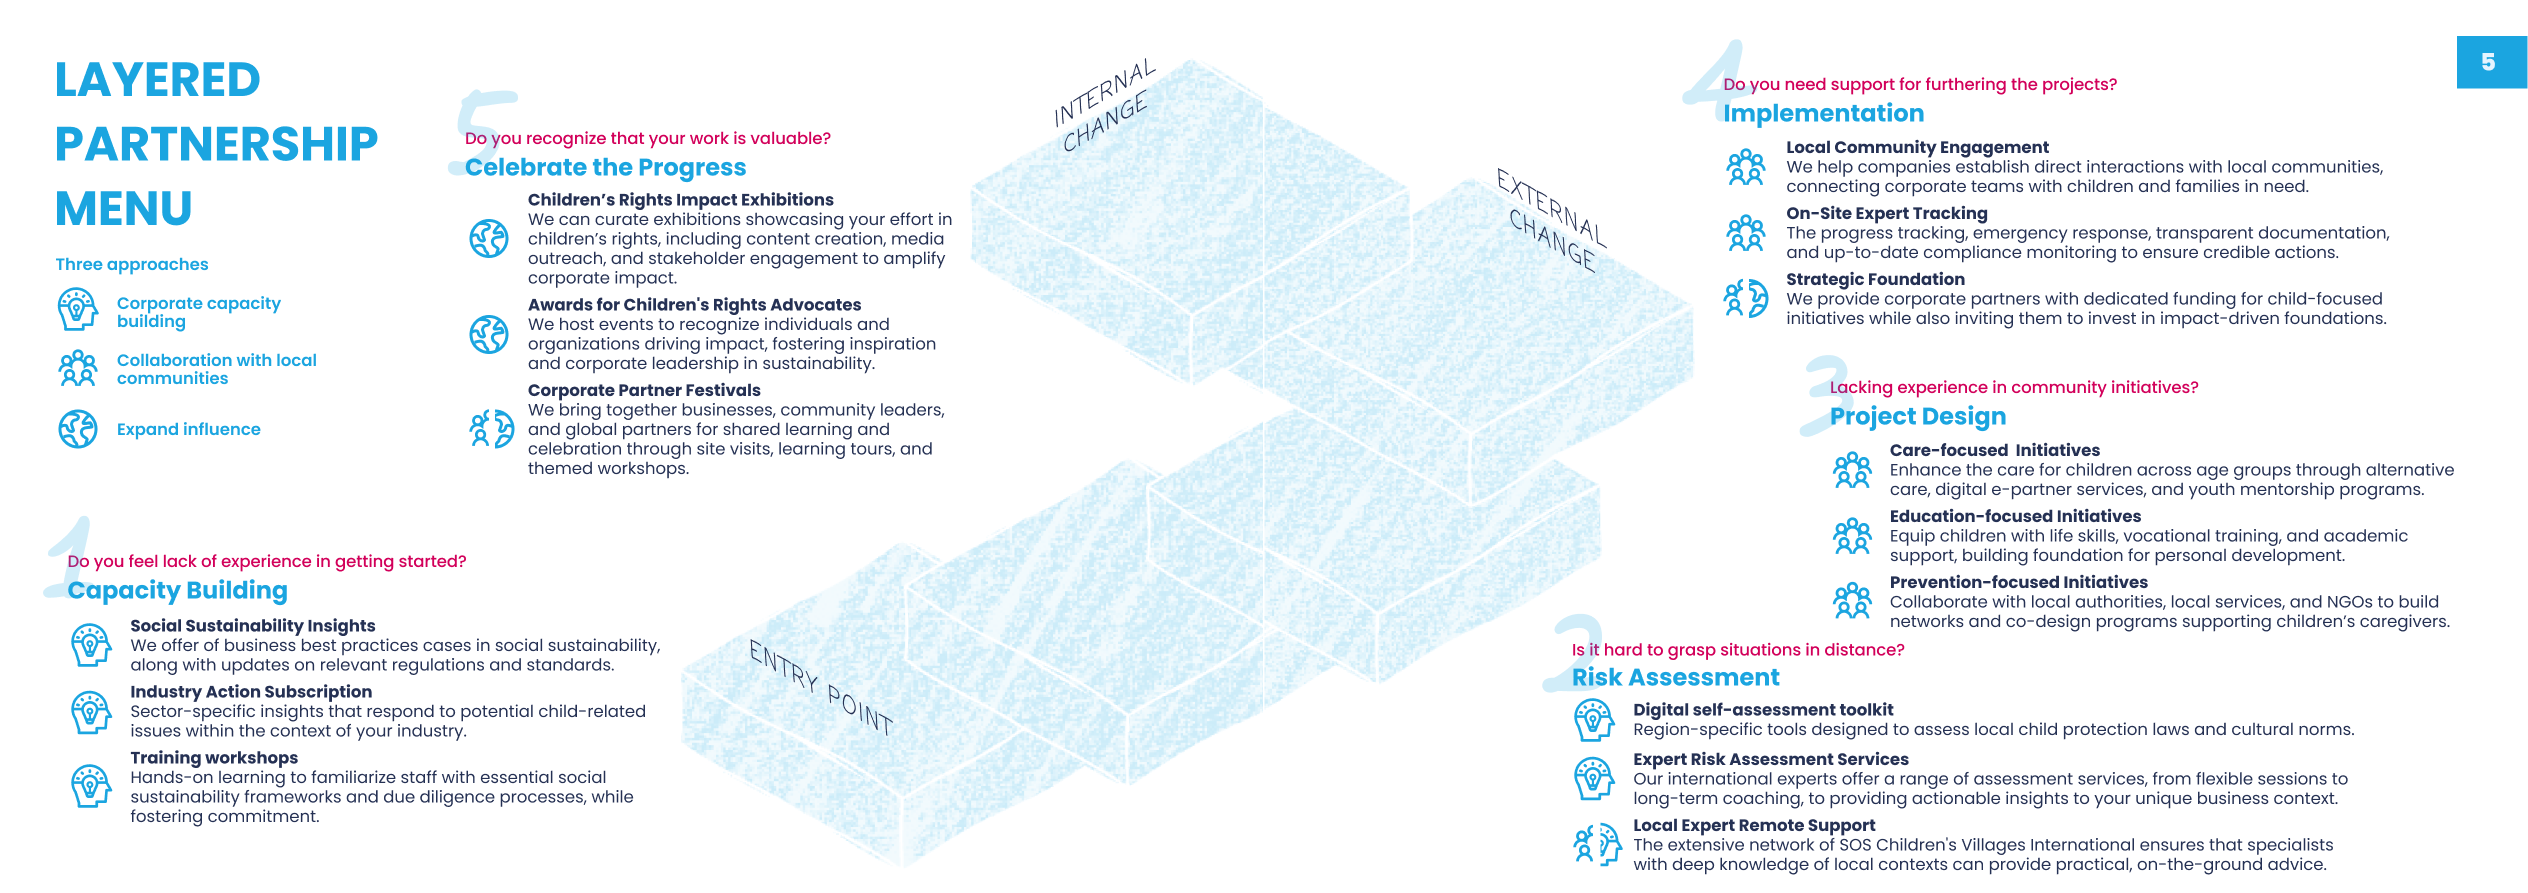 LAYERED
PARTNERSHIP
MENU
Three approaches
Corporate capacity
building
Collaboration with local
communities
Expand influence
5
Do you recognize that your work is valuable?
Celebrate the Progress
Children’s Rights Impact Exhibitions
We can curate exhibitions showcasing your effort in
children’s rights, including content creation, media
outreach, and stakeholder engagement to amplify
corporate impact.
Awards for Children's Rights Advocates
We host events to recognize individuals and
organizations driving impact, fostering inspiration
and corporate leadership in sustainability.
Corporate Partner Festivals
We bring together businesses, community leaders,
and global partners for shared learning and
celebration through site visits, learning tours, and
themed workshops.
1
Do you feel lack of experience in getting started?
Capacity Building
Social Sustainability Insights
We offer of business best practices cases in social sustainability,
along with updates on relevant regulations and standards.
Industry Action Subscription
Sector-specific insights that respond to potential child-related
issues within the context of your industry.
Training workshops
Hands-on learning to familiarize staff with essential social
sustainability frameworks and due diligence processes, while
fostering commitment.
INTERNAL
CHANGE
EXTERNAL
CHANGE
ENTRY POINT
4
Do you need support for furthering the projects?
Implementation
Local Community Engagement
We help companies establish direct interactions with local communities,
connecting corporate teams with children and families in need.
On-Site Expert Tracking
The progress tracking, emergency response, transparent documentation,
and up-to-date compliance monitoring to ensure credible actions.
Strategic Foundation
We provide corporate partners with dedicated funding for child-focused
initiatives while also inviting them to invest in impact-driven foundations.
3
Lacking experience in community initiatives?
Project Design
Care-focused  Initiatives
Enhance the care for children across age groups through alternative
care, digital e-partner services, and youth mentorship programs.
Education-focused Initiatives
Equip children with life skills, vocational training, and academic
support, building foundation for personal development.
Prevention-focused Initiatives
Collaborate with local authorities, local services, and NGOs to build
networks and co-design programs supporting children’s caregivers.
2
Is it hard to grasp situations in distance?
Risk Assessment
Digital self-assessment toolkit
Region-specific tools designed to assess local child protection laws and cultural norms.
Expert Risk Assessment Services
Our international experts offer a range of assessment services, from flexible sessions to
long-term coaching, to providing actionable insights to your unique business context.
Local Expert Remote Support
The extensive network of SOS Children's Villages International ensures that specialists
with deep knowledge of local contexts can provide practical, on-the-ground advice.
5